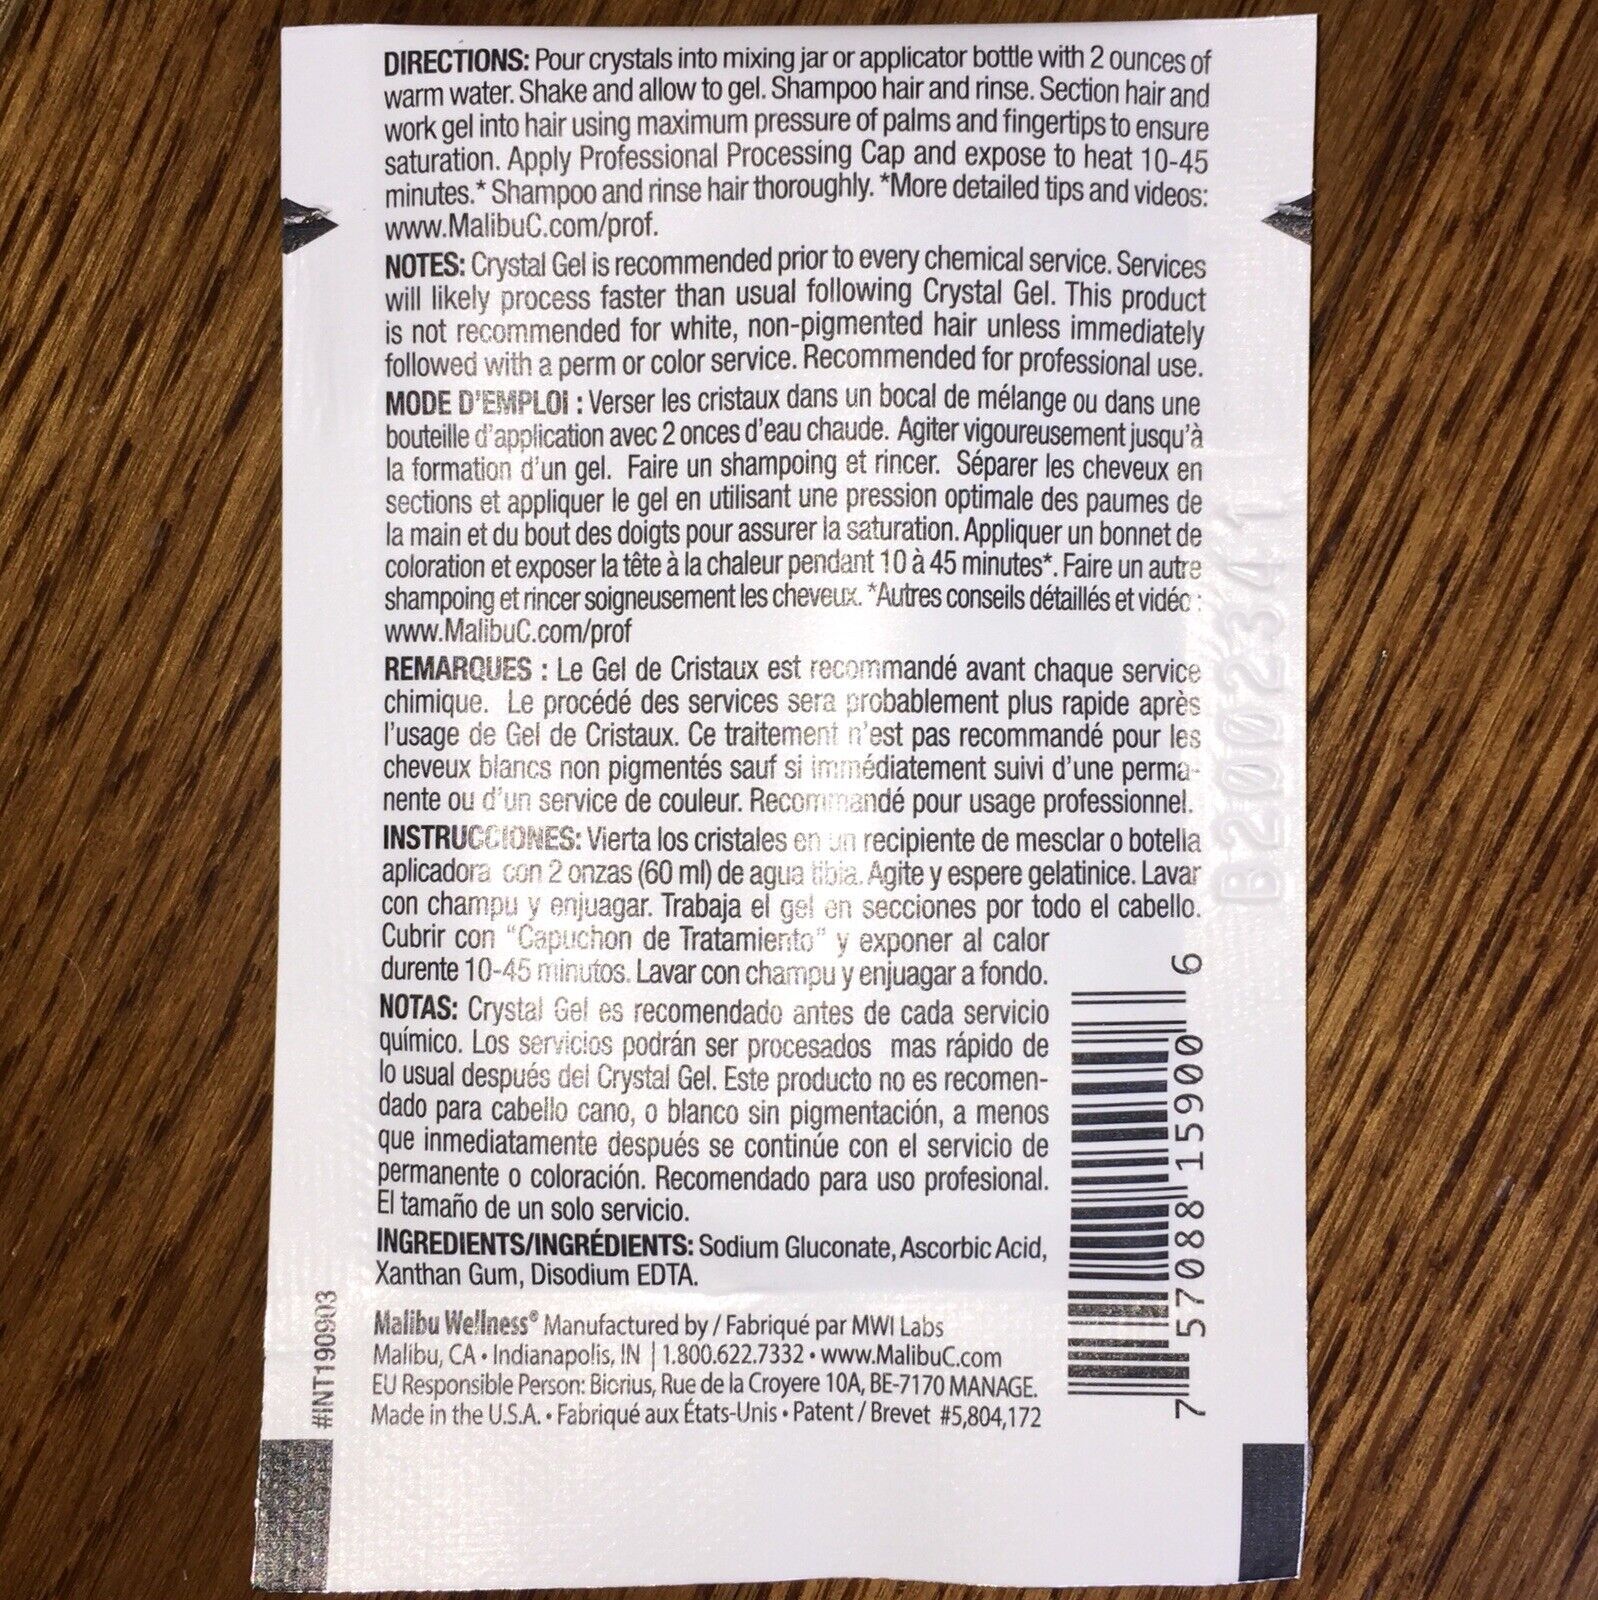 DIRECTIONS: Pour crystals into mixing jar or applicator bottle with 2 ounces of
warm water. Shake and allow to gel. Shampoo hair and rinse. Section hair and
work gel into hair using maximum pressure of palms and fingertips to ensure
saturation. Apply Professional Processing Cap and expose to heat 10-45
minutes.* Shampoo and rinse hair thoroughly. *More detailed tips and videos:
www.MalibuC.com/prof.
NOTES: Crystal Gel is recommended prior to every chemical service. Services
will likely process faster than usual following Crystal Gel. This product
is not recommended for white, non-pigmented hair unless immediately
followed with a perm or color service. Recommended for professional use.
MODE D'EMPLOI : Verser les cristaux dans un bocal de mélange ou dans une
bouteille d'application avec 2 onces d'eau chaude. Agiter vigoureusement jusqu'à
la formation d'un gel. Faire un shampoing et rincer. Séparer les cheveux en
sections et appliquer le gel en utilisant une pression optimale des paumes de
la main et du bout des doigts pour assurer la saturation. Appliquer un bonnet de
coloration et exposer la tête à la chaleur pendant 10 à 45 minutes*. Faire un autre
shampoing et rincer soigneusement les cheveux. *Autres conseils détaillés et vidéo :
www.MalibuC.com/prof
REMARQUES : Le Gel de Cristaux est recommandé avant chaque service
chimique. Le procédé des services sera probablement plus rapide après
l'usage de Gel de Cristaux. Ce traitement n'est pas recommandé pour les
cheveux blancs non pigmentés sauf si immédiatement suivi d'une perma-
nente ou d'un service de couleur. Recommandé pour usage professionnel.
INSTRUCCIONES: Vierta los cristales en un recipiente de mesclar o botella
aplicadora con 2 onzas (60 ml) de agua tibia. Agite y espere gelatinice. Lavar
con champu y enjuagar. Trabaja el gel en secciones por todo el cabello.
Cubrir con "Capuchon de Tratamiento" y exponer al calor
durente 10-45 minutos. Lavar con champu y enjuagar a fondo.
NOTAS: Crystal Gel es recomendado antes de cada servicio
químico. Los servicios podrán ser procesados mas rápido de
lo usual después del Crystal Gel. Este producto no es recomen-
dado para cabello cano, o blanco sin pigmentación, a menos
que inmediatamente después se continúe con el servicio de
permanente o coloración. Recomendado para uso profesional.
El tamaño de un solo servicio.
INGREDIENTS/INGRÉDIENTS: Sodium Gluconate, Ascorbic Acid,
Xanthan Gum, Disodium EDTA.
Malibu Wellness® Manufactured by / Fabriqué par MWI Labs
Malibu, CA • Indianapolis, IN | 1.800.622.7332 • www.MalibuC.com
EU Responsible Person: Biorius, Rue de la Croyere 10A, BE-7170 MANAGE.
Made in the U.S.A. • Fabriqué aux États-Unis • Patent / Brevet #5,804,172
#INT190903
7 57088 15900 6
B2002341